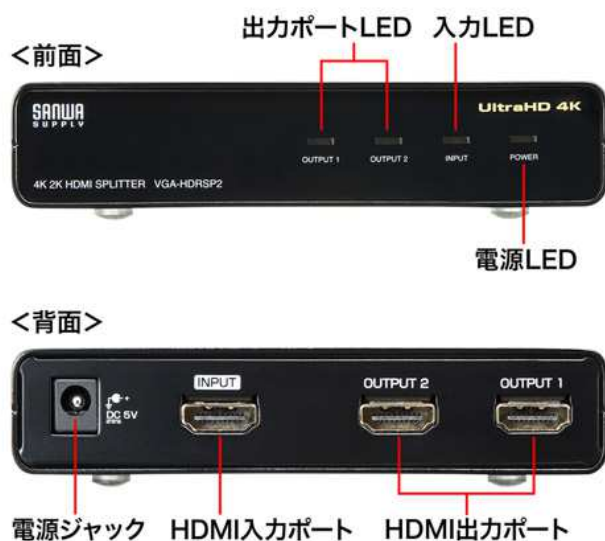 出力ポートLED 入力LED
<前面>
SANWA
SUPPLY
UltraHD 4K
OUTPUT 1 OUTPUT 2 INPUT POWER
4K 2K HDMI SPLITTER VGA-HDRSP2
電源LED
<背面>
INPUT OUTPUT 2 OUTPUT 1
DC 5V
電源ジャック HDMI入力ポート HDMI出力ポート